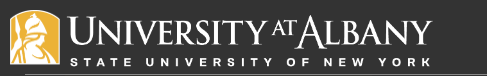 UNIVERSITY AT ALBANY
STATE UNIVERSITY OF NEW YORK